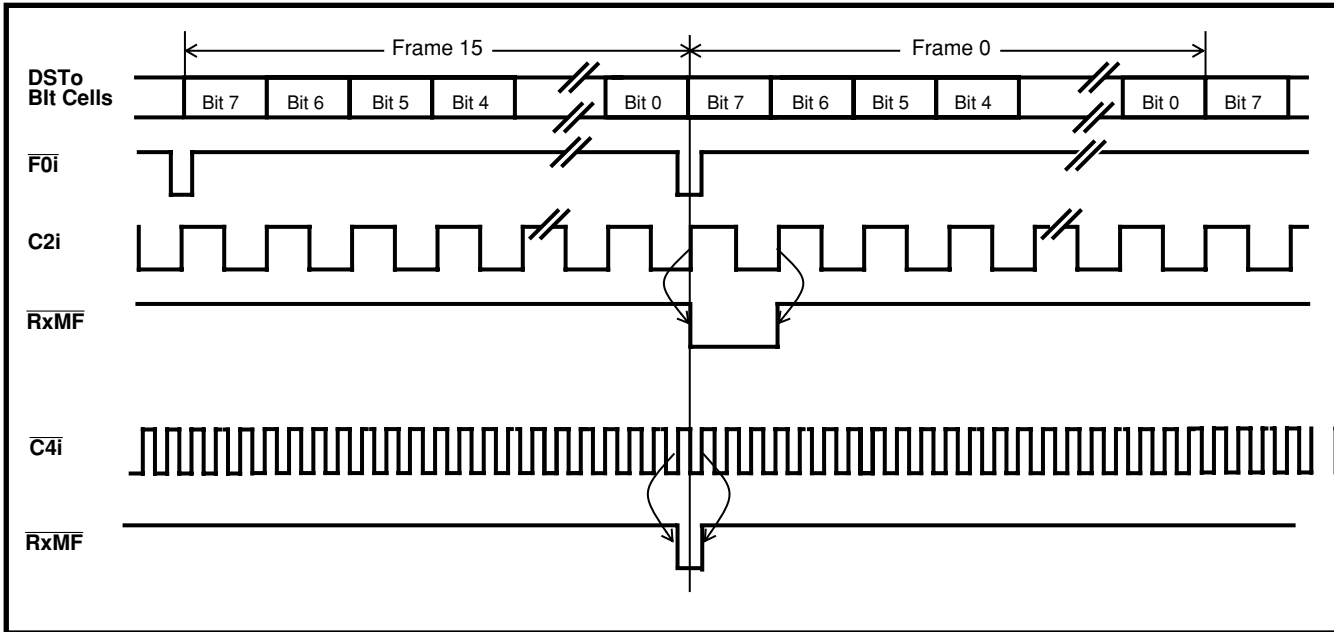 Frame 15 Frame 0
DSTo
BIt Cells
Bit 7 Bit 6 Bit 5 Bit 4 Bit 0 Bit 7 Bit 6 Bit 5 Bit 4 Bit 0 Bit 7
F0i
C2i
RxMF
C4i
RxMF